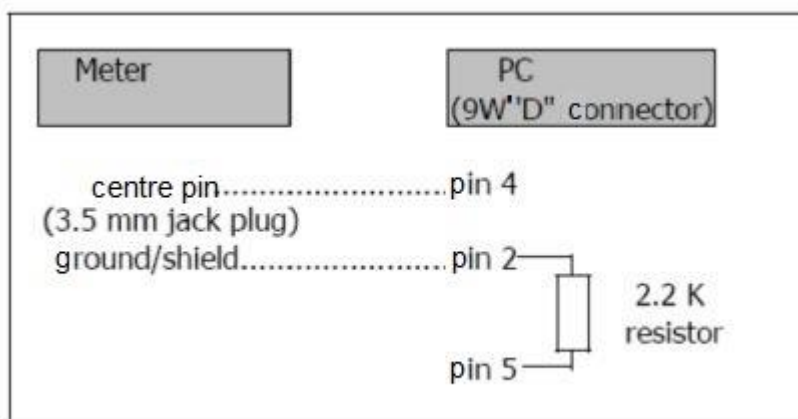 Meter
PC
(9W"D" connector)
centre pin......................... pin 4
(3.5 mm jack plug)
ground/shield...................... pin 2
2.2 K
resistor
pin 5